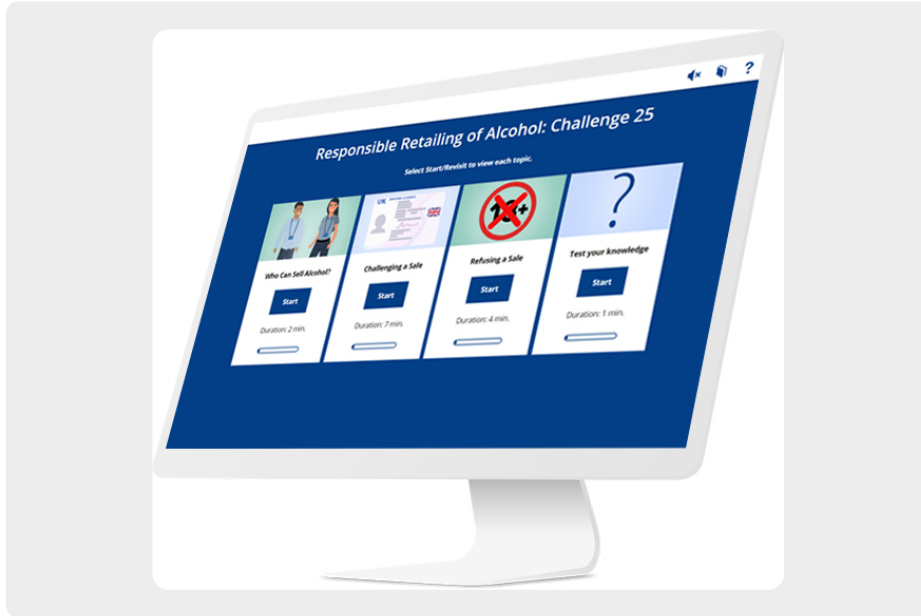 ?
Responsible Retailing of Alcohol: Challenge 25
Select Start/Revisit to view each topic.
Who Can Sell Alcohol?
Start
Duration: 2 min.
UK
Challenging a Sale
Start
Duration: 7 min.
18+
Refusing a Sale
Start
Duration: 4 min.
?
Test your knowledge
Start
Duration: 1 min.